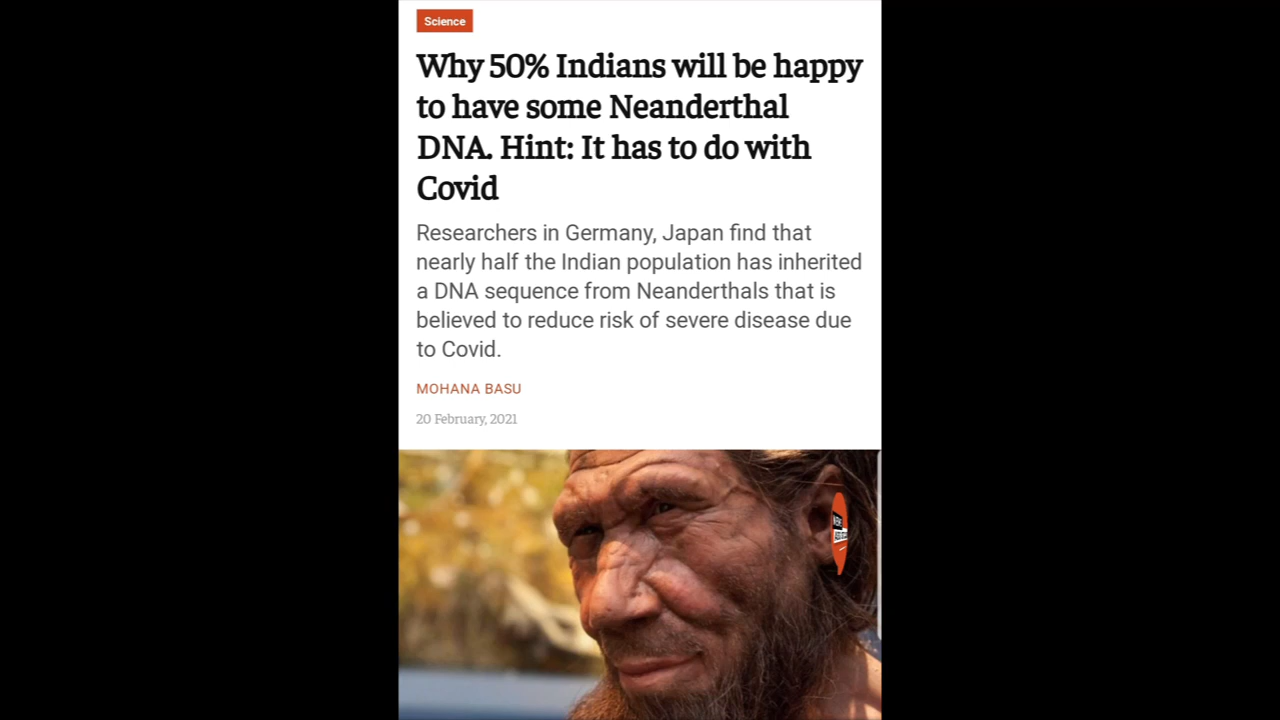 Science
Why 50% Indians will be happy
to have some Neanderthal
DNA. Hint: It has to do with
Covid
Researchers in Germany, Japan find that
nearly half the Indian population has inherited
a DNA sequence from Neanderthals that is
believed to reduce risk of severe disease due
to Covid.
MOHANA BASU
20 February, 2021